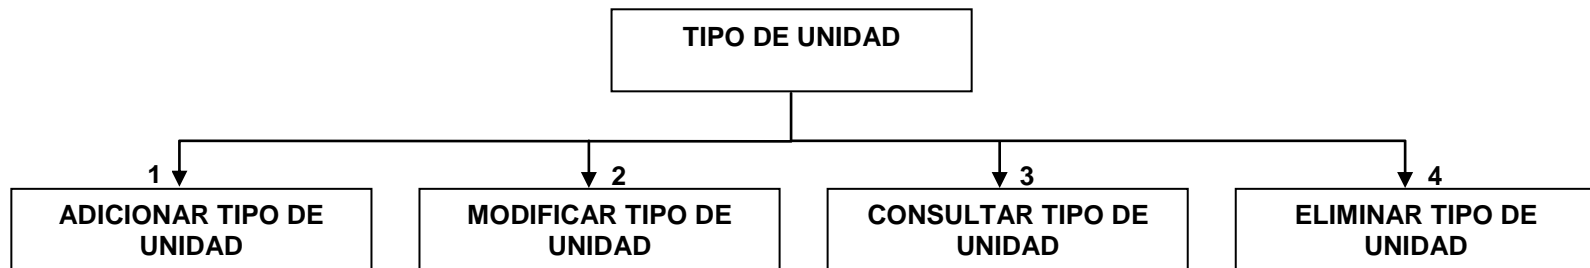 TIPO DE UNIDAD
1
2
3
4
ADICIONAR TIPO DE
UNIDAD
MODIFICAR TIPO DE
UNIDAD
CONSULTAR TIPO DE
UNIDAD
ELIMINAR TIPO DE
UNIDAD